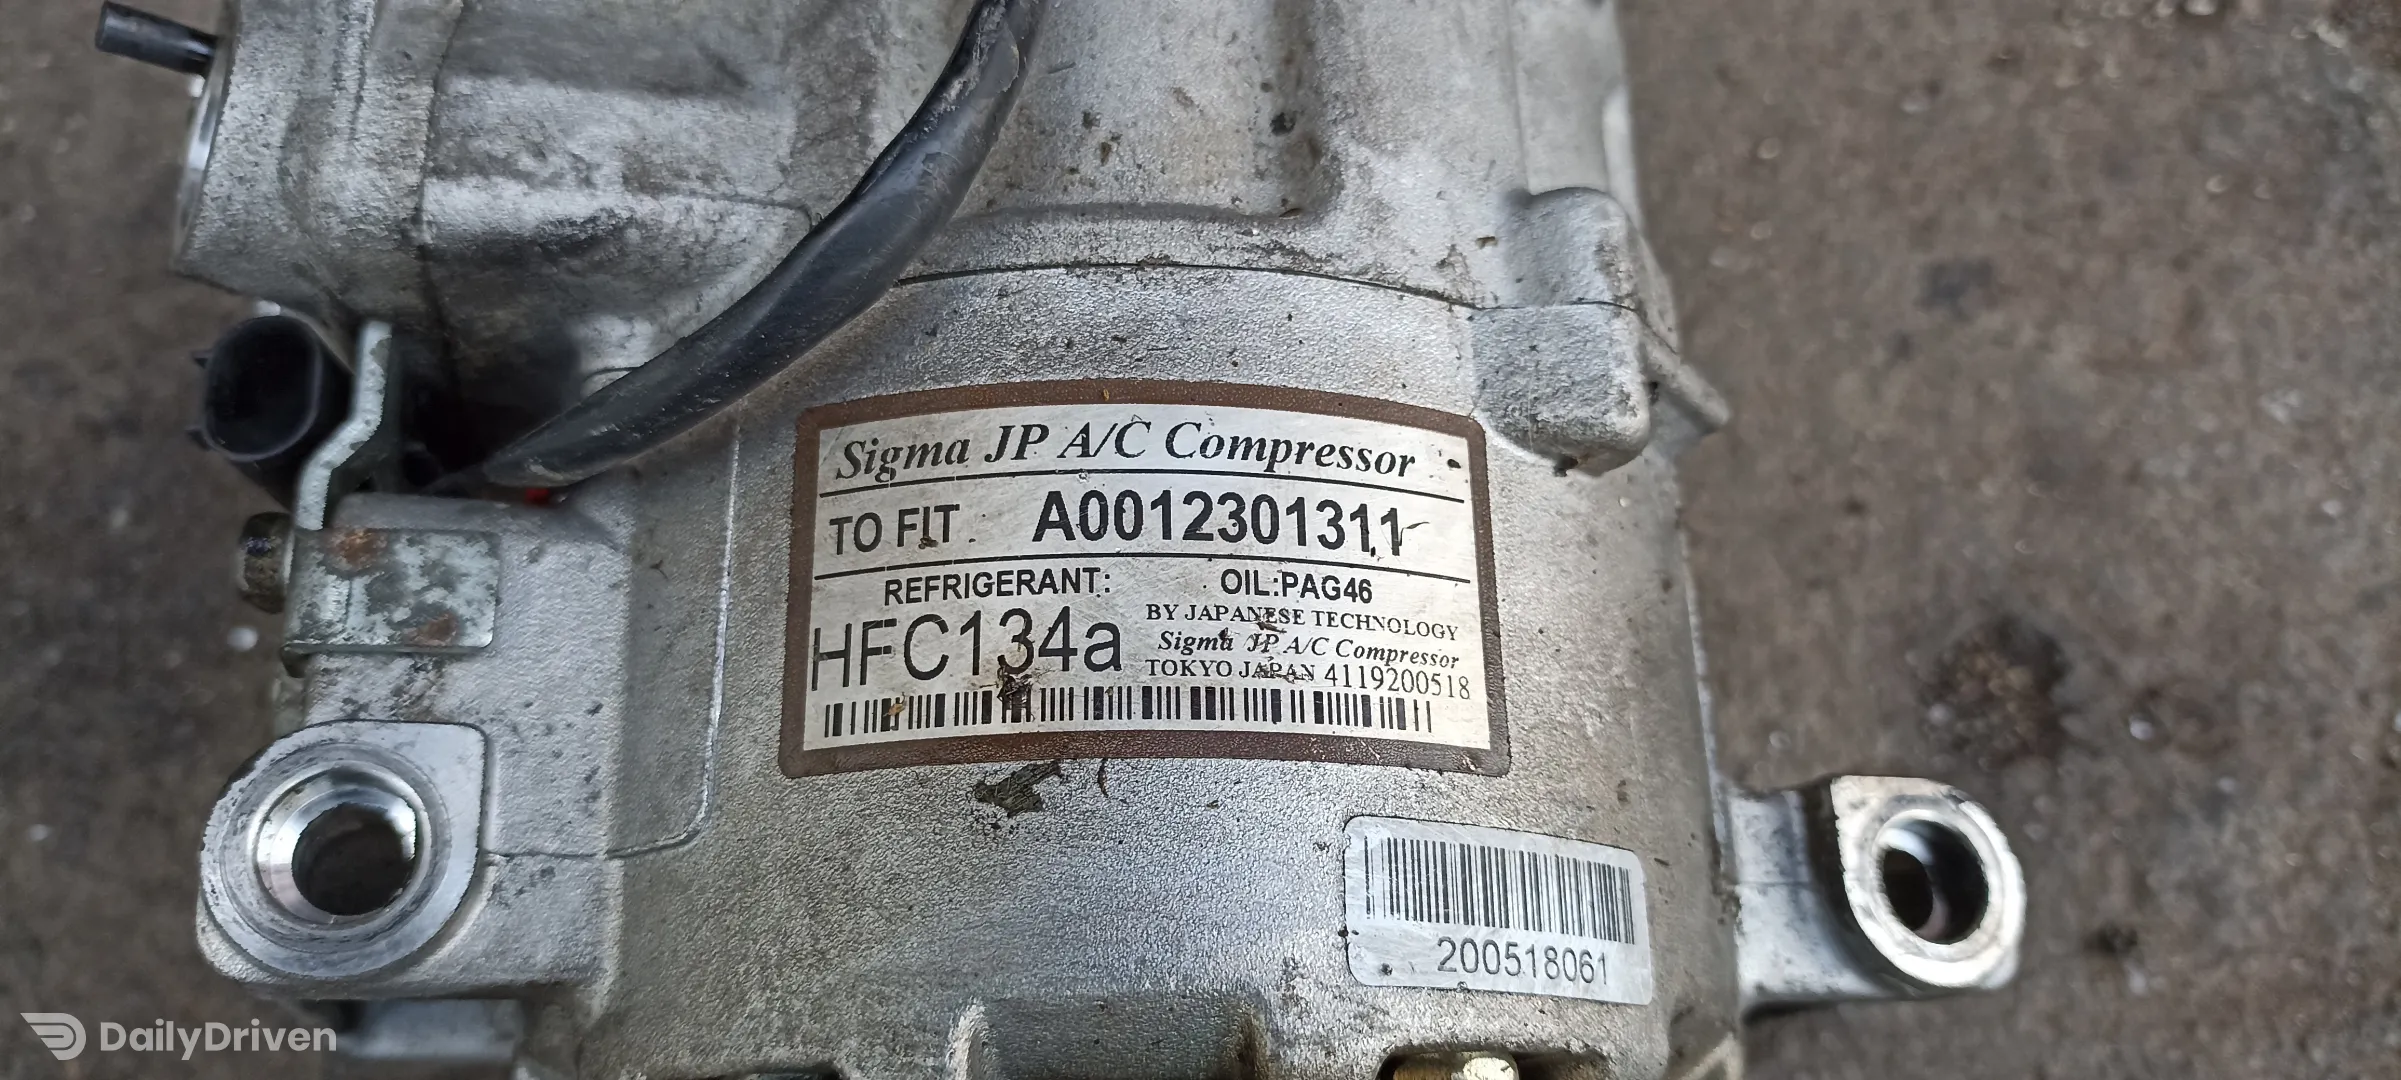 Sigma JP A/C Compressor
TO FIT A0012301311
REFRIGERANT: OIL:PAG46
HFC134a
BY JAPANESE TECHNOLOGY
Sigma JP A/C Compressor
TOKYO JAPAN 4119200518
200518061
DailyDriven